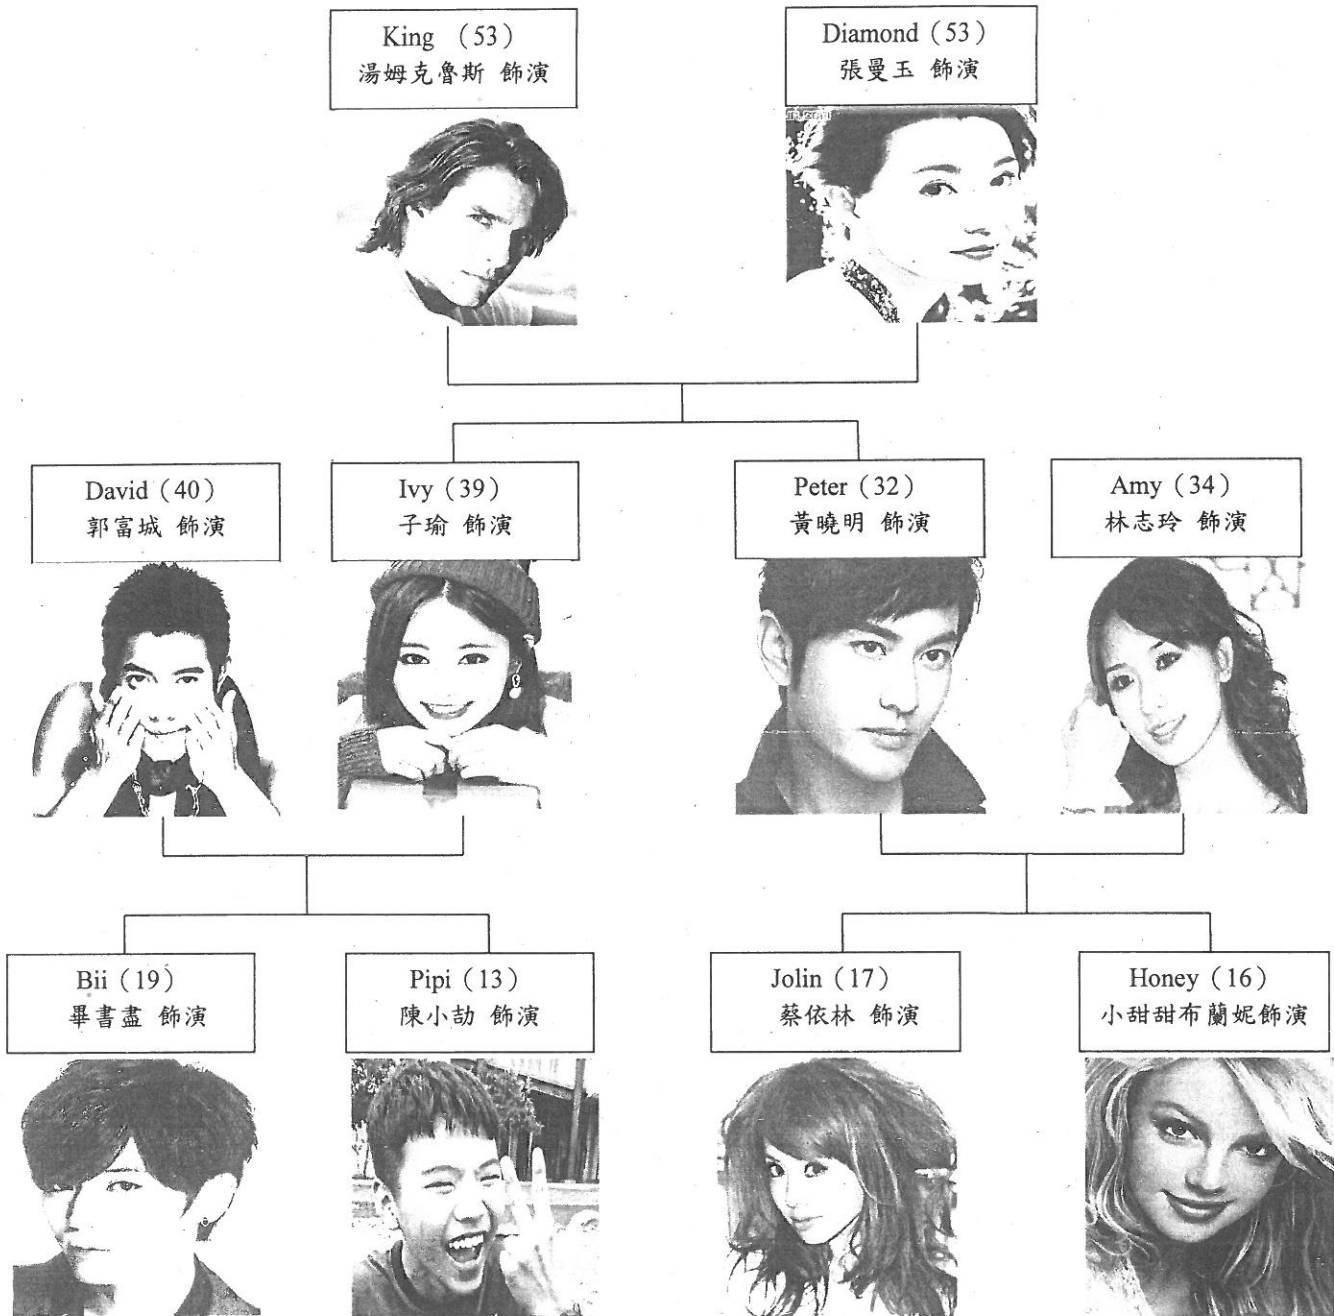 King （53）
湯姆克魯斯 飾演
Diamond（53）
張曼玉 飾演
David（40）
郭富城 飾演
Ivy（39）
子瑜 飾演
Peter（32）
黃曉明 飾演
Amy（34）
林志玲 飾演
Bii（19）
畢書盡 飾演
Pipi（13）
陳小劼 飾演
Jolin（17）
蔡依林 飾演
Honey（16）
小甜甜布蘭妮飾演